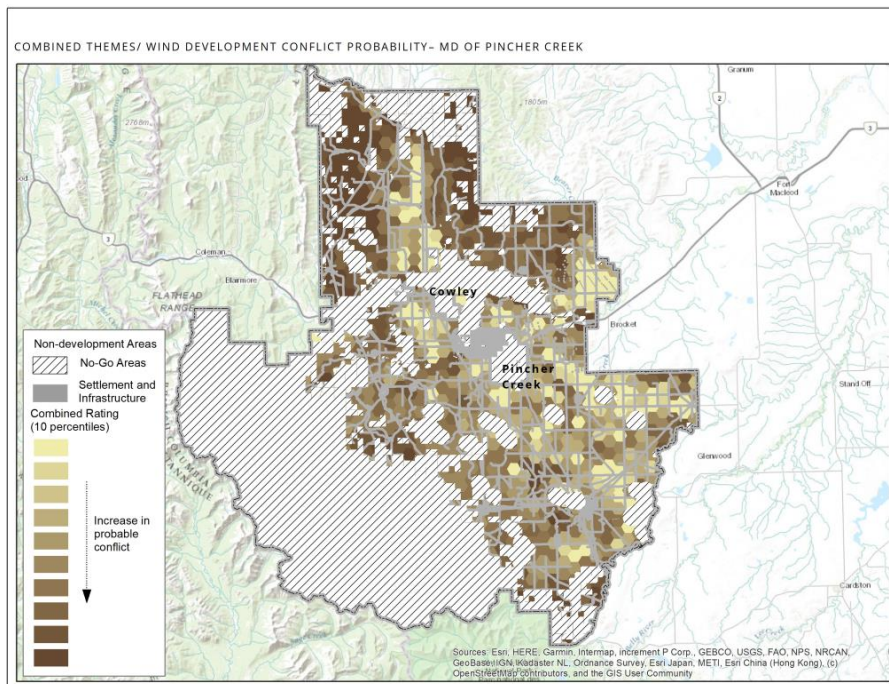 COMBINED THEMES/ WIND DEVELOPMENT CONFLICT PROBABILITY– MD OF PINCHER CREEK
Granum
1805m
2
3
2768m
Fort
Macleod
3
Coleman
Blairmore
FLATHEAD
RANGE
Cowley
Brocket
Pincher
Creek
Stand Off
Glenwood
Cardston
Non-development Areas
No-Go Areas
Settlement and
Infrastructure
Combined Rating
(10 percentiles)
Increase in
probable
conflict
Sources: Esri, HERE, Garmin, Intermap, increment P Corp., GEBCO, USGS, FAO, NPS, NRCAN,
GeoBase, IGN, Kadaster NL, Ordnance Survey, Esri Japan, METI, Esri China (Hong Kong), (c)
OpenStreetMap contributors, and the GIS User Community